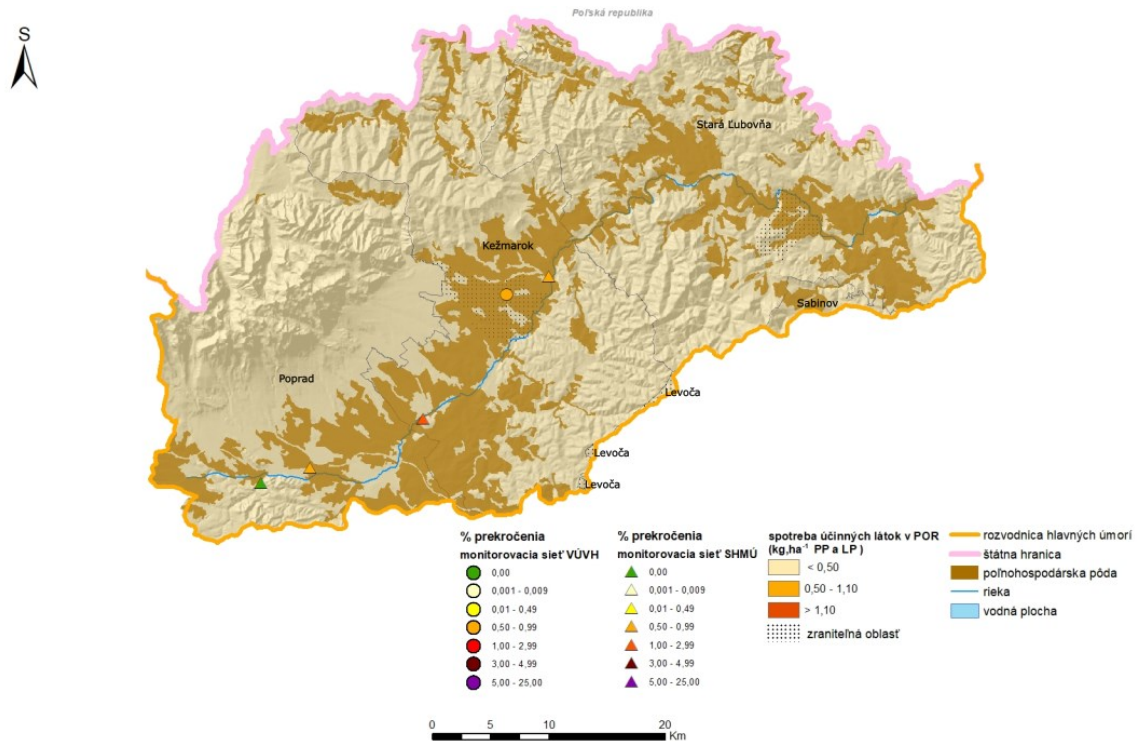 Poľská republika
S
Stará Ľubovňa
Kežmarok
Sabinov
Poprad
Levoča
Levoča
Levoča
% prekročenia
monitorovacia sieť VÚVH
0,00
0,001 - 0,009
0,01 - 0,49
0,50 - 0,99
1,00 - 2,99
3,00 - 4,99
5,00 - 25,00
% prekročenia
monitorovacia sieť SHMÚ
0,00
0,001 - 0,009
0,01 - 0,49
0,50 - 0,99
1,00 - 2,99
3,00 - 4,99
5,00 - 25,00
spotreba účinných látok v POR
(kg,ha⁻¹ PP a LP )
< 0,50
0,50 - 1,10
> 1,10
zraniteľná oblasť
rozvodnica hlavných úmorí
štátna hranica
poľnohospodárska pôda
rieka
vodná plocha
0 5 10 20
Km